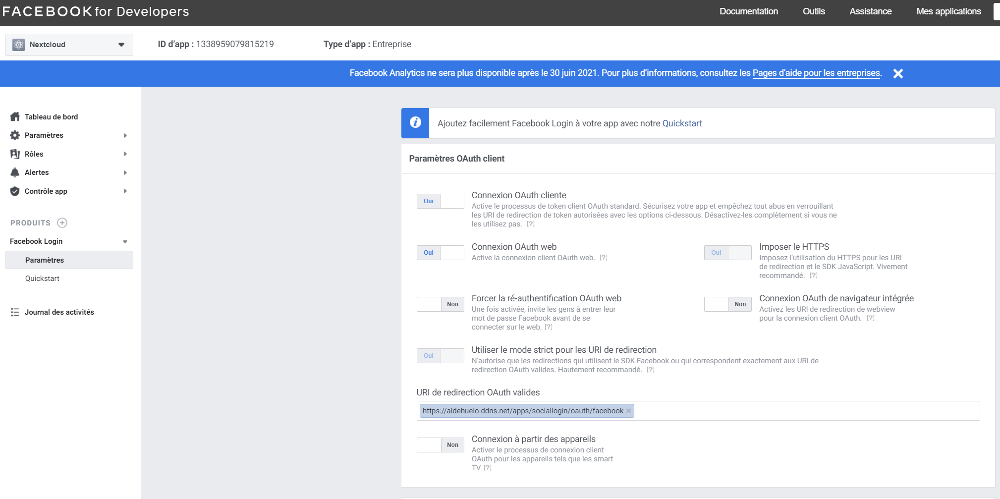 FACEBOOK for Developers
Documentation
Outils
Assistance
Mes applications
Nextcloud
ID d’app : 1338959079815219
Type d’app : Entreprise
Facebook Analytics ne sera plus disponible après le 30 juin 2021. Pour plus d’informations, consultez les Pages d’aide pour les entreprises.
Tableau de bord
Paramètres
Rôles
Alertes
Contrôle app
PRODUITS
Facebook Login
Paramètres
Quickstart
Journal des activités
Ajoutez facilement Facebook Login à votre app avec notre Quickstart
Paramètres OAuth client
Oui
Connexion OAuth cliente
Active le processus de token client OAuth standard. Sécurisez votre app et empêchez tout abus en verrouillant
les URI de redirection de token autorisées avec les options ci-dessous. Désactivez-les complètement si vous ne
les utilisez pas. [?]
Oui
Connexion OAuth web
Active la connexion client OAuth web. [?]
Oui
Imposer le HTTPS
Imposez l’utilisation du HTTPS pour les URI
de redirection et le SDK JavaScript. Vivement
recommandé. [?]
Non
Forcer la ré-authentification OAuth web
Une fois activée, invite les gens à entrer leur
mot de passe Facebook avant de se
connecter sur le web. [?]
Non
Connexion OAuth de navigateur intégrée
Activez les URI de redirection de webview
pour la connexion client OAuth. [?]
Oui
Utiliser le mode strict pour les URI de redirection
N’autorise que les redirections qui utilisent le SDK Facebook ou qui correspondent exactement aux URI de
redirection OAuth valides. Hautement recommandé. [?]
URI de redirection OAuth valides
https://aldehuelo.ddns.net/apps/sociallogin/oauth/facebook
Non
Connexion à partir des appareils
Activer le processus de connexion client
OAuth pour les appareils tels que les smart
TV [?]